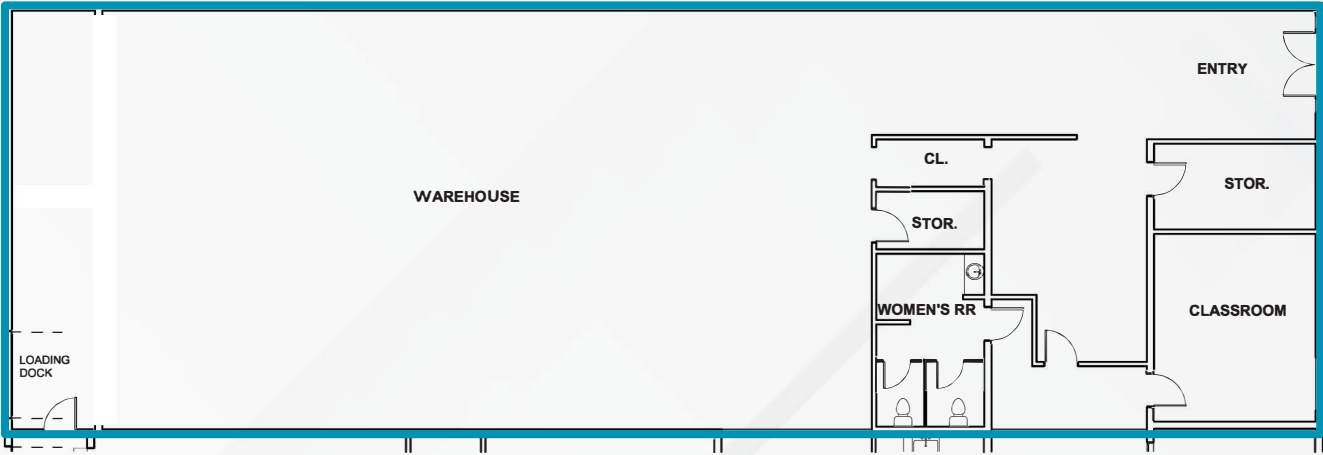 ENTRY
CL.
STOR.
WAREHOUSE
STOR.
WOMEN'S RR
CLASSROOM
LOADING
DOCK